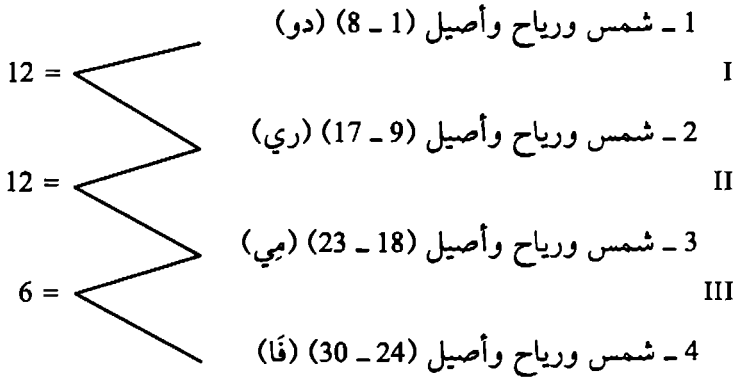 1 ـ شمس ورياح وأصيل (1 ـ 8) (دو)
I
12 =
2 ـ شمس ورياح وأصيل (9 ـ 17) (ري)
II
12 =
3 ـ شمس ورياح وأصيل (18 ـ 23) (مِي)
III
6 =
4 ـ شمس ورياح وأصيل (24 ـ 30) (فَا)